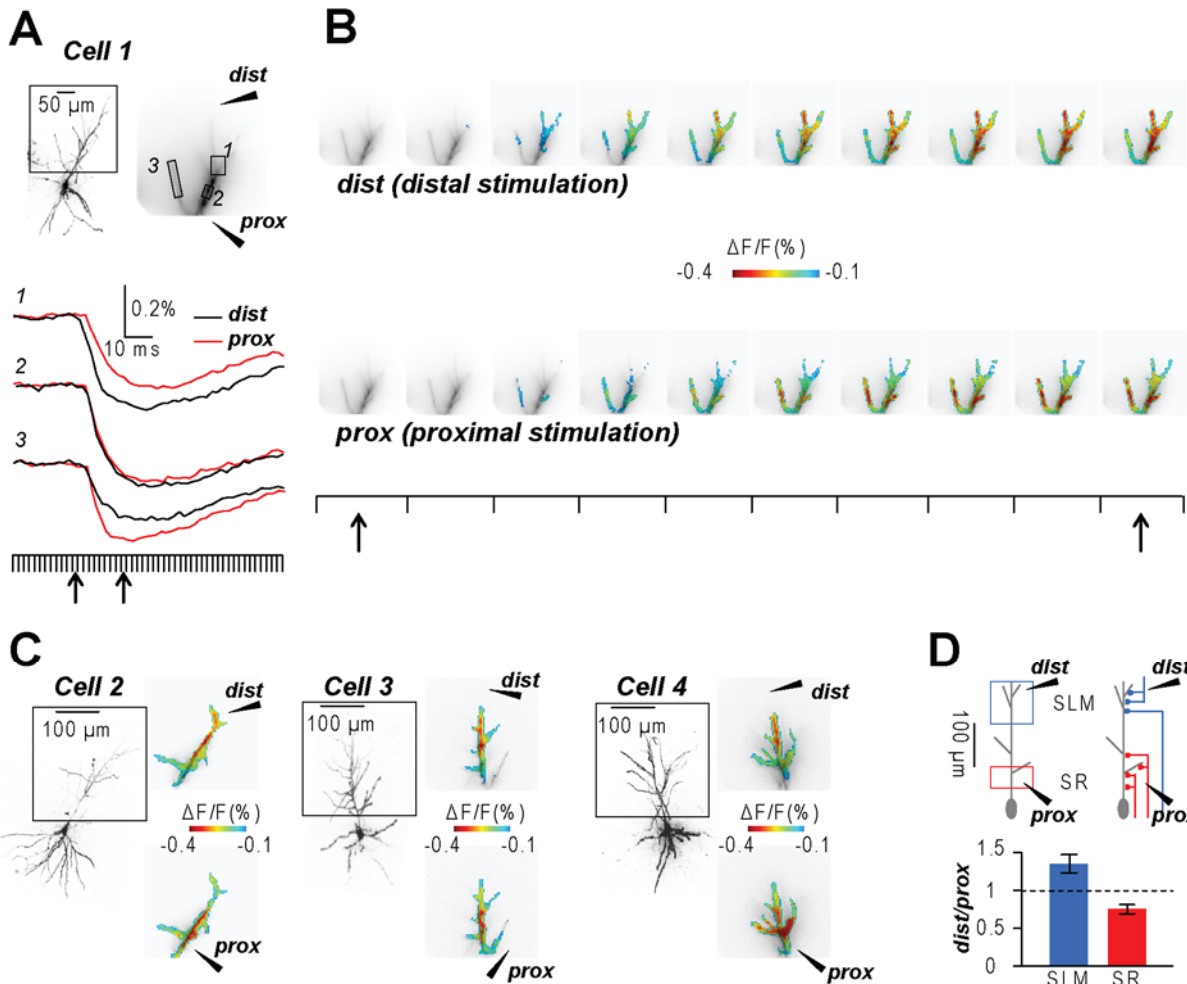 A
Cell 1
50 µm
dist
1
3
2
prox
1
0.2%
10 ms
dist
prox
2
3
B
dist (distal stimulation)
ΔF/F(%)
-0.4
-0.1
prox (proximal stimulation)
C
Cell 2
100 µm
dist
ΔF/F(%)
-0.4
-0.1
prox
Cell 3
100 µm
dist
ΔF/F(%)
-0.4
-0.1
prox
Cell 4
100 µm
dist
ΔF/F(%)
-0.4
-0.1
prox
D
dist
SLM
100 µm
SR
prox
dist
prox
dist/prox
1.5
1
0.5
0
SLM
SR